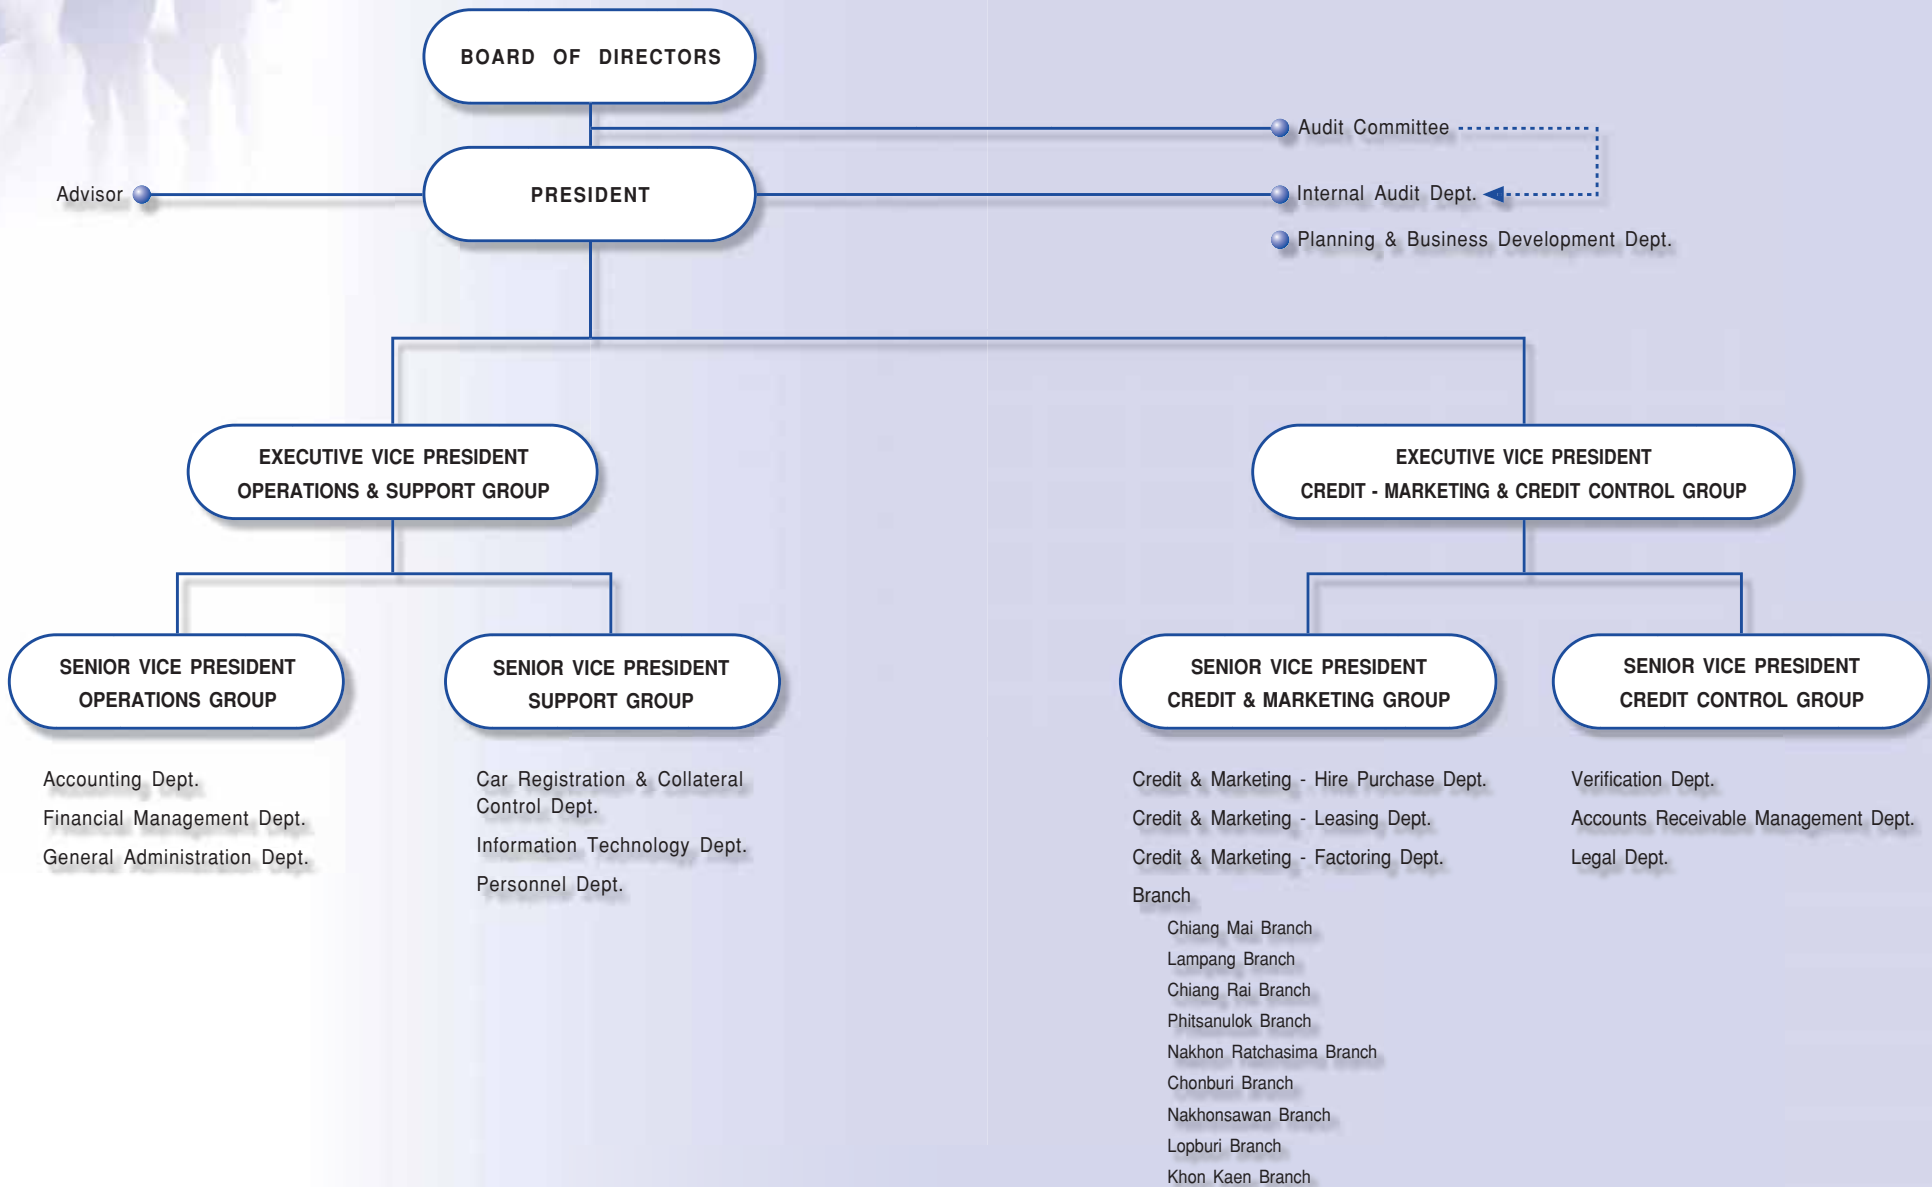 BOARD OF DIRECTORS
Audit Committee
Advisor
PRESIDENT
Internal Audit Dept.
Planning & Business Development Dept.
EXECUTIVE VICE PRESIDENT
OPERATIONS & SUPPORT GROUP
EXECUTIVE VICE PRESIDENT
CREDIT - MARKETING & CREDIT CONTROL GROUP
SENIOR VICE PRESIDENT
OPERATIONS GROUP
SENIOR VICE PRESIDENT
SUPPORT GROUP
SENIOR VICE PRESIDENT
CREDIT & MARKETING GROUP
SENIOR VICE PRESIDENT
CREDIT CONTROL GROUP
Accounting Dept.
Financial Management Dept.
General Administration Dept.
Car Registration & Collateral
Control Dept.
Information Technology Dept.
Personnel Dept.
Credit & Marketing - Hire Purchase Dept.
Credit & Marketing - Leasing Dept.
Credit & Marketing - Factoring Dept.
Branch
Chiang Mai Branch
Lampang Branch
Chiang Rai Branch
Phitsanulok Branch
Nakhon Ratchasima Branch
Chonburi Branch
Nakhonsawan Branch
Lopburi Branch
Khon Kaen Branch
Verification Dept.
Accounts Receivable Management Dept.
Legal Dept.